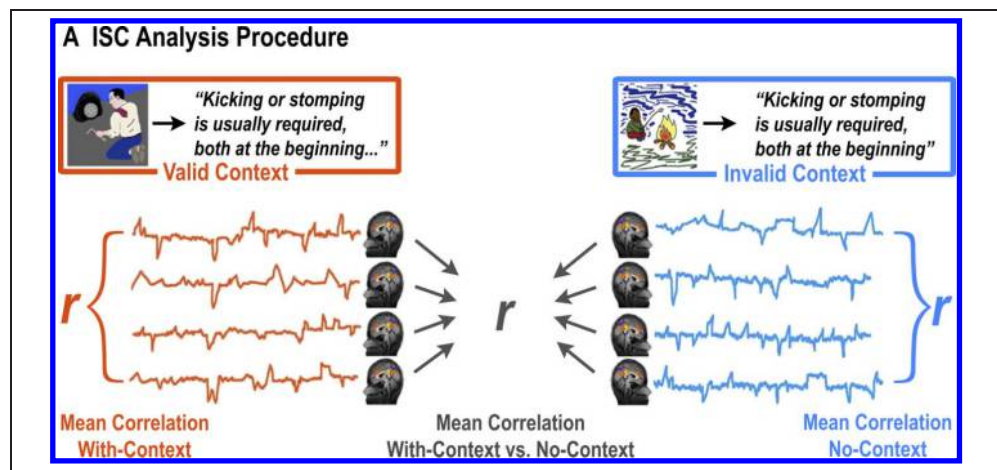 A ISC Analysis Procedure
“Kicking or stomping
is usually required,
both at the beginning...”
Valid Context
“Kicking or stomping
is usually required,
both at the beginning”
Invalid Context
r
r
r
Mean Correlation
With-Context
Mean Correlation
With-Context vs. No-Context
Mean Correlation
No-Context